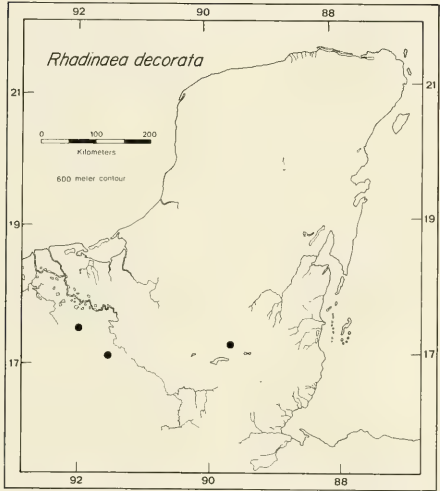 92 90 88
Rhadinaea decorata
21 21
0 100 200
Kilometers
600 meter contour
19 19
17 17
92 90 88